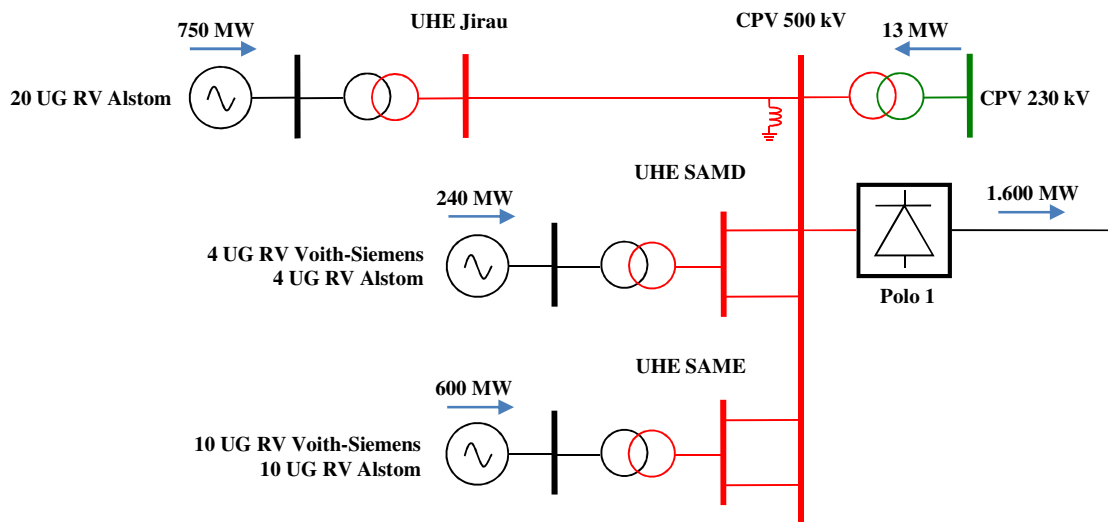 750 MW
UHE Jirau
CPV 500 kV
13 MW
20 UG RV Alstom
CPV 230 kV
UHE SAMD
240 MW
1.600 MW
4 UG RV Voith-Siemens
4 UG RV Alstom
Polo 1
UHE SAME
600 MW
10 UG RV Voith-Siemens
10 UG RV Alstom